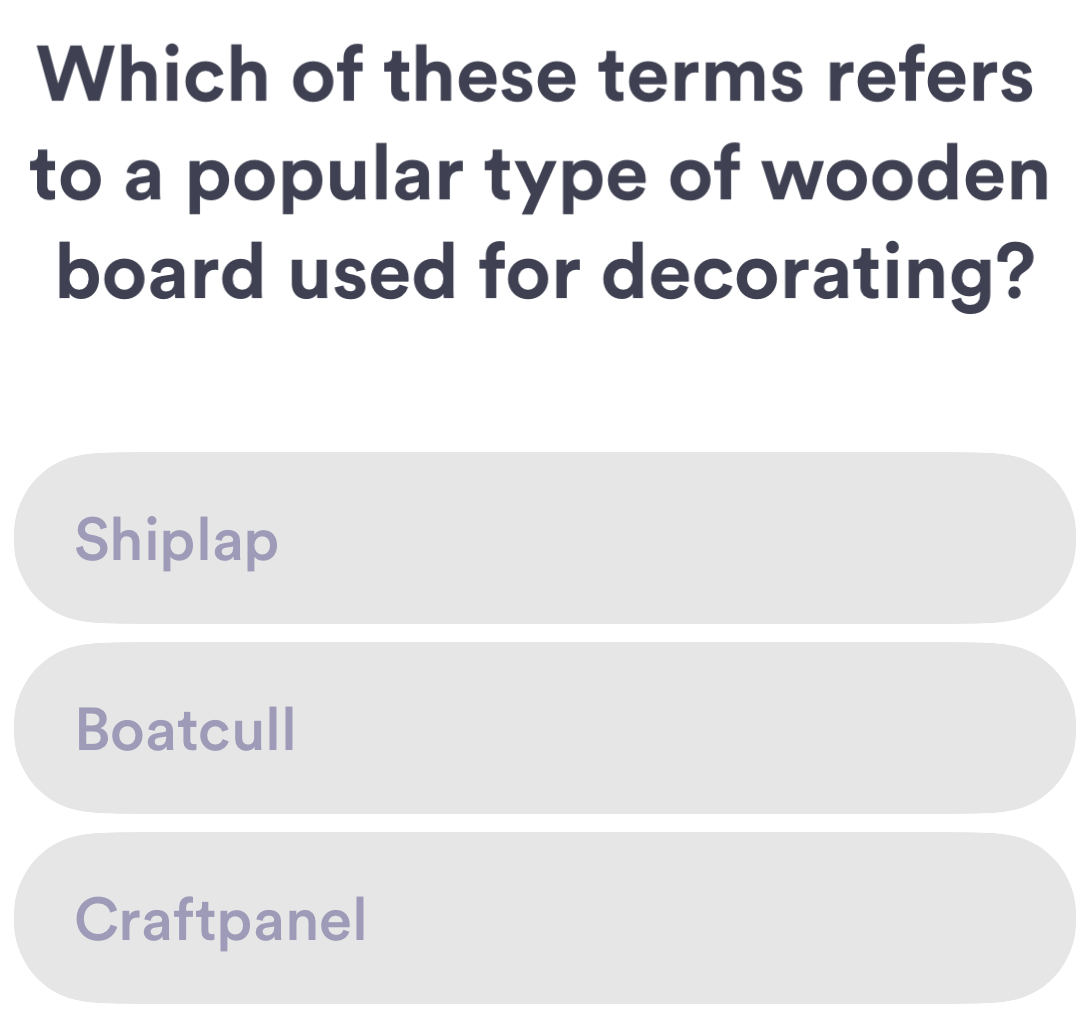 Which of these terms refers
to a popular type of wooden
board used for decorating?
Shiplap
Boatcull
Craftpanel